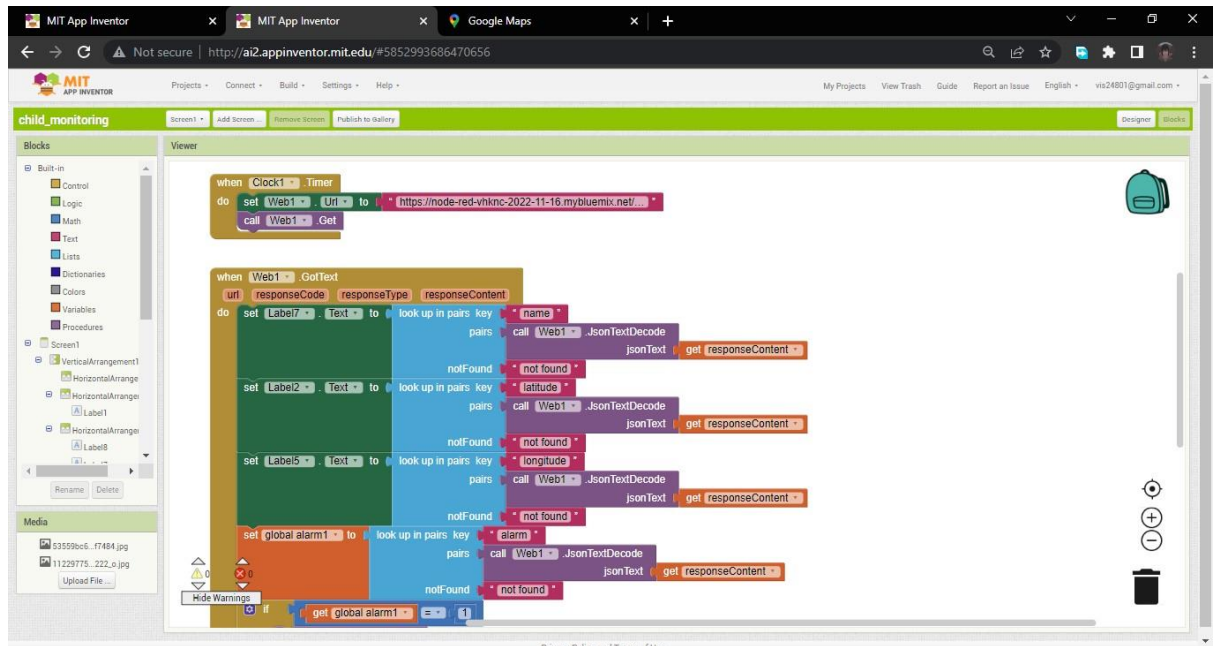 MIT App Inventor
MIT App Inventor
Google Maps
Not secure | http://ai2.appinventor.mit.edu/#5852993686470656
MIT APP INVENTOR
Projects Connect Build Settings Help
My Projects View Trash Guide Report an Issue English vis24801@gmail.com
child_monitoring
Screen1 Add Screen ... Remove Screen Publish to Gallery
Designer Blocks
Blocks
Built-in
Control
Logic
Math
Text
Lists
Dictionaries
Colors
Variables
Procedures
Screen1
VerticalArrangement1
HorizontalArrange
HorizontalArranger
Label1
HorizontalArranger
Label8
Rename Delete
Media
53559bc6...f7484.jpg
11229775...222_o.jpg
Upload File ...
Viewer
when Clock1 .Timer
do set Web1 . Url to " https://node-red-vhknc-2022-11-16.mybluemix.net/... "
call Web1 .Get
when Web1 .GotText
url responseCode responseType responseContent
do set Label7 . Text to look up in pairs key " name "
pairs call Web1 .JsonTextDecode
jsonText get responseContent
notFound " not found "
set Label2 . Text to look up in pairs key " latitude "
pairs call Web1 .JsonTextDecode
jsonText get responseContent
notFound " not found "
set Label5 . Text to look up in pairs key " longitude "
pairs call Web1 .JsonTextDecode
jsonText get responseContent
notFound " not found "
set global alarm1 to look up in pairs key " alarm "
pairs call Web1 .JsonTextDecode
jsonText get responseContent
notFound " not found "
0 0
Hide Warnings
if get global alarm1 = 1